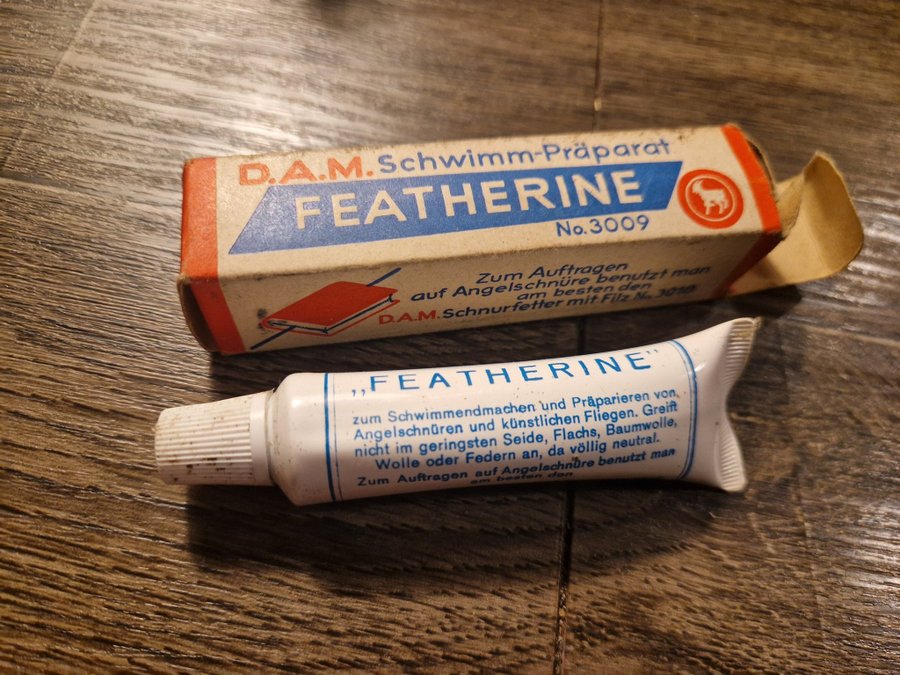 D.A.M. Schwimm-Präparat
FEATHERINE
No. 3009
Zum Auftragen
auf Angelschnüre benutzt man
am besten den
D.A.M. Schnurfetter mit Filz No. 3010
„FEATHERINE"
zum Schwimmendmachen und Präparieren von
Angelschnüren und künstlichen Fliegen. Greift
nicht im geringsten Seide, Flachs, Baumwolle,
Wolle oder Federn an, da völlig neutral.
Zum Auftragen auf Angelschnüre benutzt man
am besten den